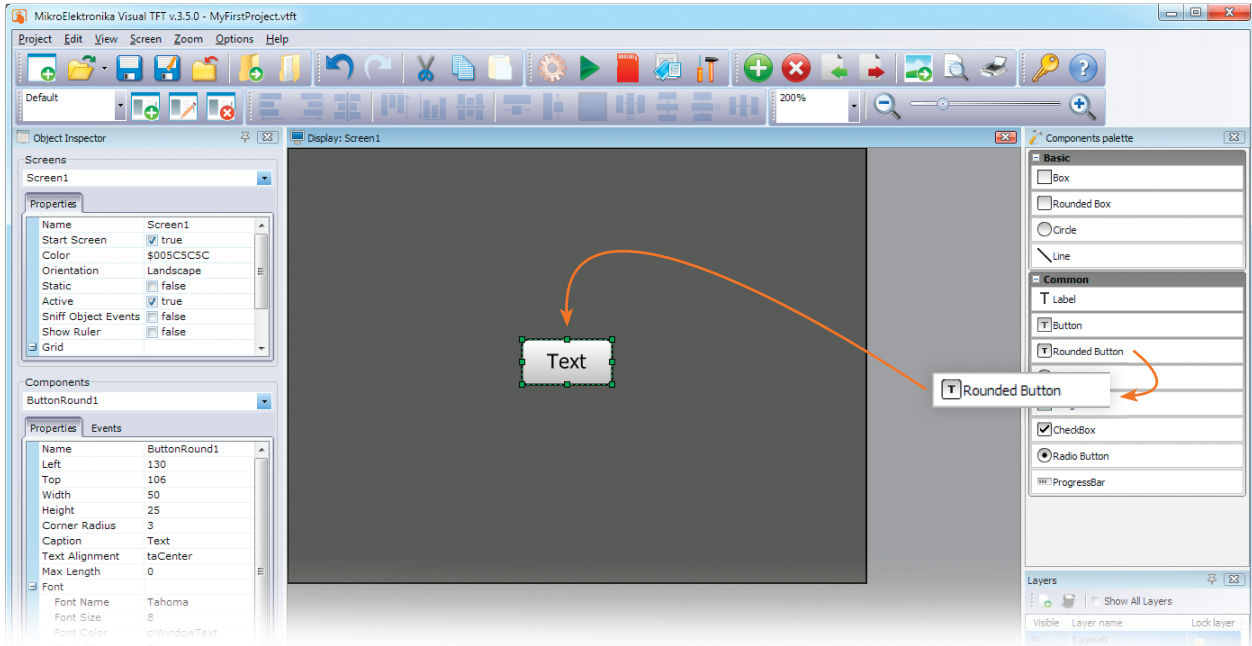 MikroElektronika Visual TFT v.3.5.0 - MyFirstProject.vtft
Project Edit View Screen Zoom Options Help
Default
200%
Object Inspector
Screens
Screen1
Properties
Name Screen1
Start Screen true
Color $005C5C5C
Orientation Landscape
Static false
Active true
Sniff Object Events false
Show Ruler false
Grid
Components
ButtonRound1
Properties Events
Name ButtonRound1
Left 130
Top 106
Width 50
Height 25
Corner Radius 3
Caption Text
Text Alignment taCenter
Max Length 0
Font
Font Name Tahoma
Font Size 8
Font Color clWindowText
Display: Screen1
Text
Rounded Button
Components palette
Basic
Box
Rounded Box
Circle
Line
Common
T Label
T Button
T Rounded Button
CheckBox
Radio Button
ProgressBar
Layers
Show All Layers
Visible Layer name Lock layer
Layer0